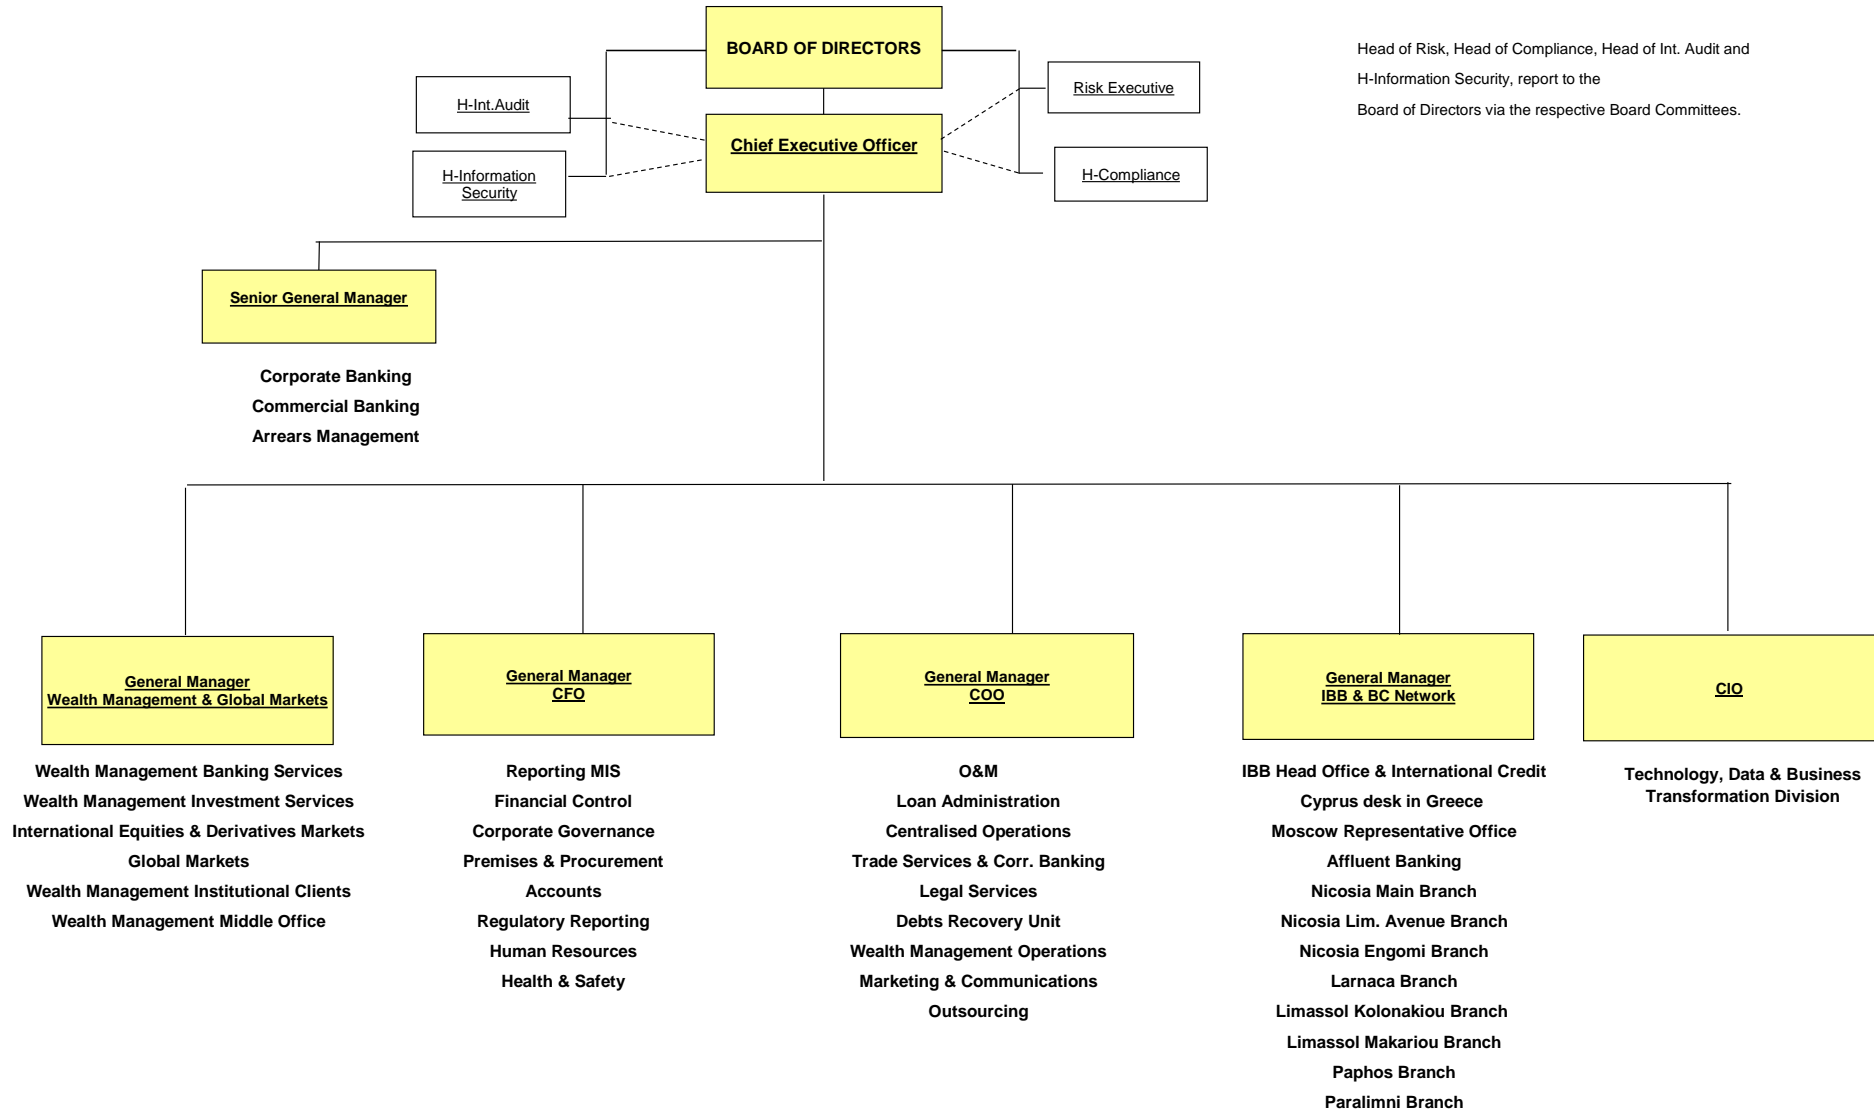 BOARD OF DIRECTORS
Head of Risk, Head of Compliance, Head of Int. Audit and
H-Information Security, report to the
Board of Directors via the respective Board Committees.
H-Int.Audit
Risk Executive
Chief Executive Officer
H-Information
Security
H-Compliance
Senior General Manager
Corporate Banking
Commercial Banking
Arrears Management
General Manager
Wealth Management & Global Markets
Wealth Management Banking Services
Wealth Management Investment Services
International Equities & Derivatives Markets
Global Markets
Wealth Management Institutional Clients
Wealth Management Middle Office
General Manager
CFO
Reporting MIS
Financial Control
Corporate Governance
Premises & Procurement
Accounts
Regulatory Reporting
Human Resources
Health & Safety
General Manager
COO
O&M
Loan Administration
Centralised Operations
Trade Services & Corr. Banking
Legal Services
Debts Recovery Unit
Wealth Management Operations
Marketing & Communications
Outsourcing
General Manager
IBB & BC Network
IBB Head Office & International Credit
Cyprus desk in Greece
Moscow Representative Office
Affluent Banking
Nicosia Main Branch
Nicosia Lim. Avenue Branch
Nicosia Engomi Branch
Larnaca Branch
Limassol Kolonakiou Branch
Limassol Makariou Branch
Paphos Branch
Paralimni Branch
CIO
Technology, Data & Business
Transformation Division